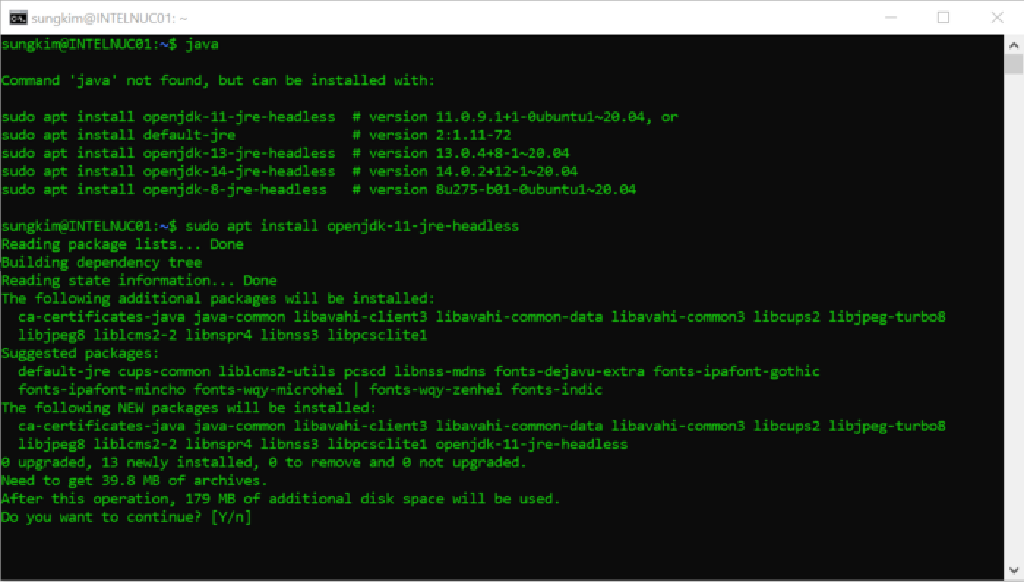 sungkim@INTELNUC01: ~
sungkim@INTELNUC01:~$ java
Command 'java' not found, but can be installed with:
sudo apt install openjdk-11-jre-headless  # version 11.0.9.1+1-0ubuntu1~20.04, or
sudo apt install default-jre              # version 2:1.11-72
sudo apt install openjdk-13-jre-headless  # version 13.0.4+8-1~20.04
sudo apt install openjdk-14-jre-headless  # version 14.0.2+12-1~20.04
sudo apt install openjdk-8-jre-headless   # version 8u275-b01-0ubuntu1~20.04
sungkim@INTELNUC01:~$ sudo apt install openjdk-11-jre-headless
Reading package lists... Done
Building dependency tree
Reading state information... Done
The following additional packages will be installed:
  ca-certificates-java java-common libavahi-client3 libavahi-common-data libavahi-common3 libcups2 libjpeg-turbo8
  libjpeg8 liblcms2-2 libnspr4 libnss3 libpcsclite1
Suggested packages:
  default-jre cups-common liblcms2-utils pcscd libnss-mdns fonts-dejavu-extra fonts-ipafont-gothic
  fonts-ipafont-mincho fonts-wqy-microhei | fonts-wqy-zenhei fonts-indic
The following NEW packages will be installed:
  ca-certificates-java java-common libavahi-client3 libavahi-common-data libavahi-common3 libcups2 libjpeg-turbo8
  libjpeg8 liblcms2-2 libnspr4 libnss3 libpcsclite1 openjdk-11-jre-headless
0 upgraded, 13 newly installed, 0 to remove and 0 not upgraded.
Need to get 39.8 MB of archives.
After this operation, 179 MB of additional disk space will be used.
Do you want to continue? [Y/n]